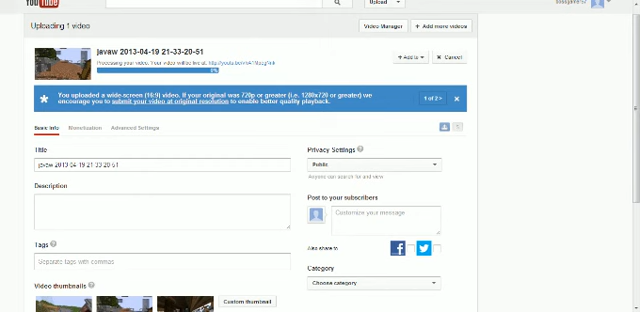 YouTube
Upload
Uploading 1 video
Video Manager
+ Add more videos
javaw 2013-04-19 21-33-20-51
Processing your video. Your video will be live at:
+ Add to
× Cancel
You uploaded a wide-screen (16:9) video. If your original was 720p or greater (i.e. 1280x720 or greater) we
encourage you to submit your video at original resolution to enable better quality playback.
1 of 2 >
Basic info
Monetization
Advanced Settings
Title
Privacy Settings
javaw 2013-04-19 21-33-20-51
Public
Anyone can search for and view
Description
Post to your subscribers
Customize your message
Tags
Also share to
Separate tags with commas
Category
Choose category
Video thumbnails
Custom thumbnail